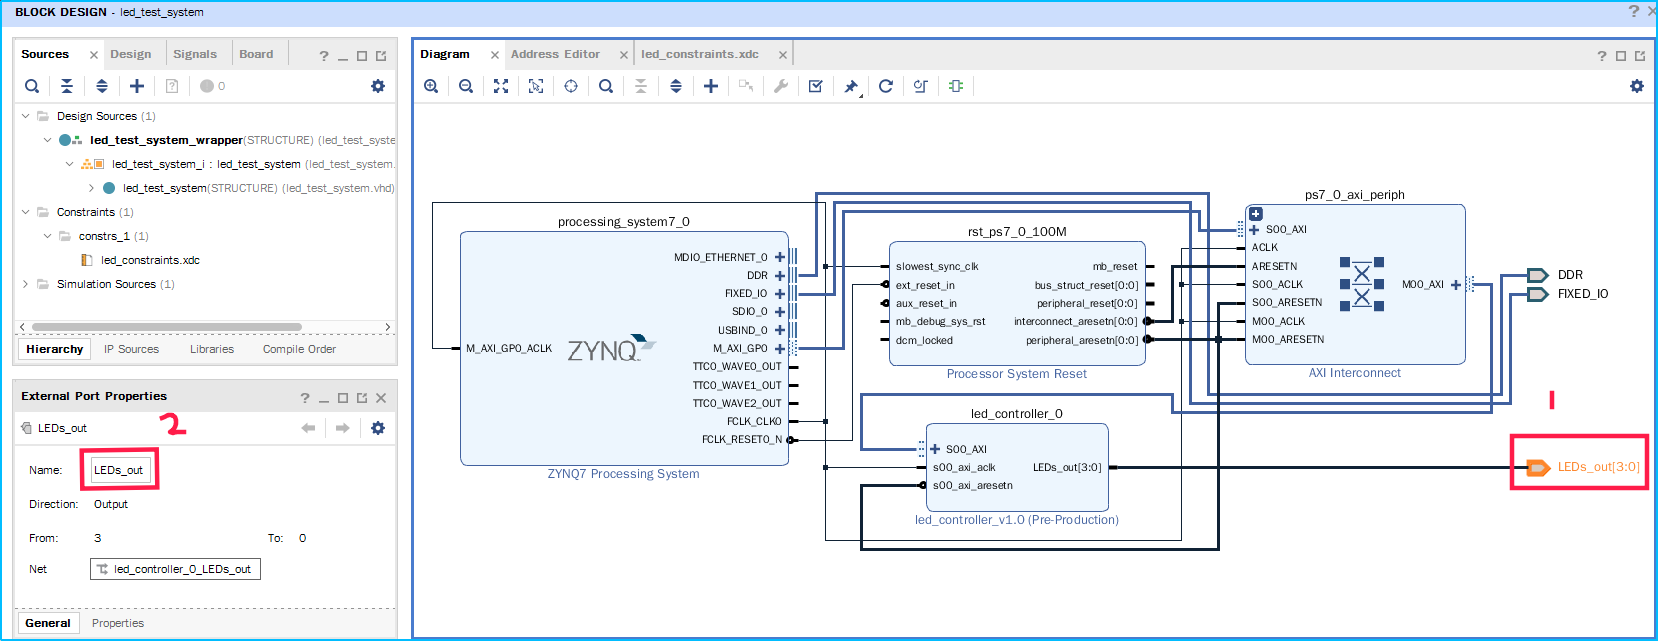 BLOCK DESIGN - led_test_system
Sources
Design
Signals
Board
0
Design Sources (1)
led_test_system_wrapper(STRUCTURE) (led_test_syste
led_test_system_i : led_test_system (led_test_system.
led_test_system(STRUCTURE) (led_test_system.vhd)
Constraints (1)
constrs_1 (1)
led_constraints.xdc
Simulation Sources (1)
Hierarchy
IP Sources
Libraries
Compile Order
External Port Properties
LEDs_out
2
Name: LEDs_out
Direction: Output
From: 3 To: 0
Net led_controller_0_LEDs_out
General
Properties
Diagram
Address Editor
led_constraints.xdc
processing_system7_0
MDIO_ETHERNET_0
DDR
FIXED_IO
SDIO_0
USBIND_0
M_AXI_GP0_ACLK
M_AXI_GP0
ZYNQ
TTC0_WAVE0_OUT
TTC0_WAVE1_OUT
TTC0_WAVE2_OUT
FCLK_CLK0
FCLK_RESET0_N
ZYNQ7 Processing System
rst_ps7_0_100M
slowest_sync_clk
ext_reset_in
aux_reset_in
mb_debug_sys_rst
dcm_locked
mb_reset
bus_struct_reset[0:0]
peripheral_reset[0:0]
interconnect_aresetn[0:0]
peripheral_aresetn[0:0]
Processor System Reset
ps7_0_axi_periph
S00_AXI
ACLK
ARESETN
S00_ACLK
S00_ARESETN
M00_ACLK
M00_ARESETN
M00_AXI
AXI Interconnect
led_controller_0
S00_AXI
s00_axi_aclk
s00_axi_aresetn
LEDs_out[3:0]
led_controller_v1.0 (Pre-Production)
DDR
FIXED_IO
1
LEDs_out[3:0]